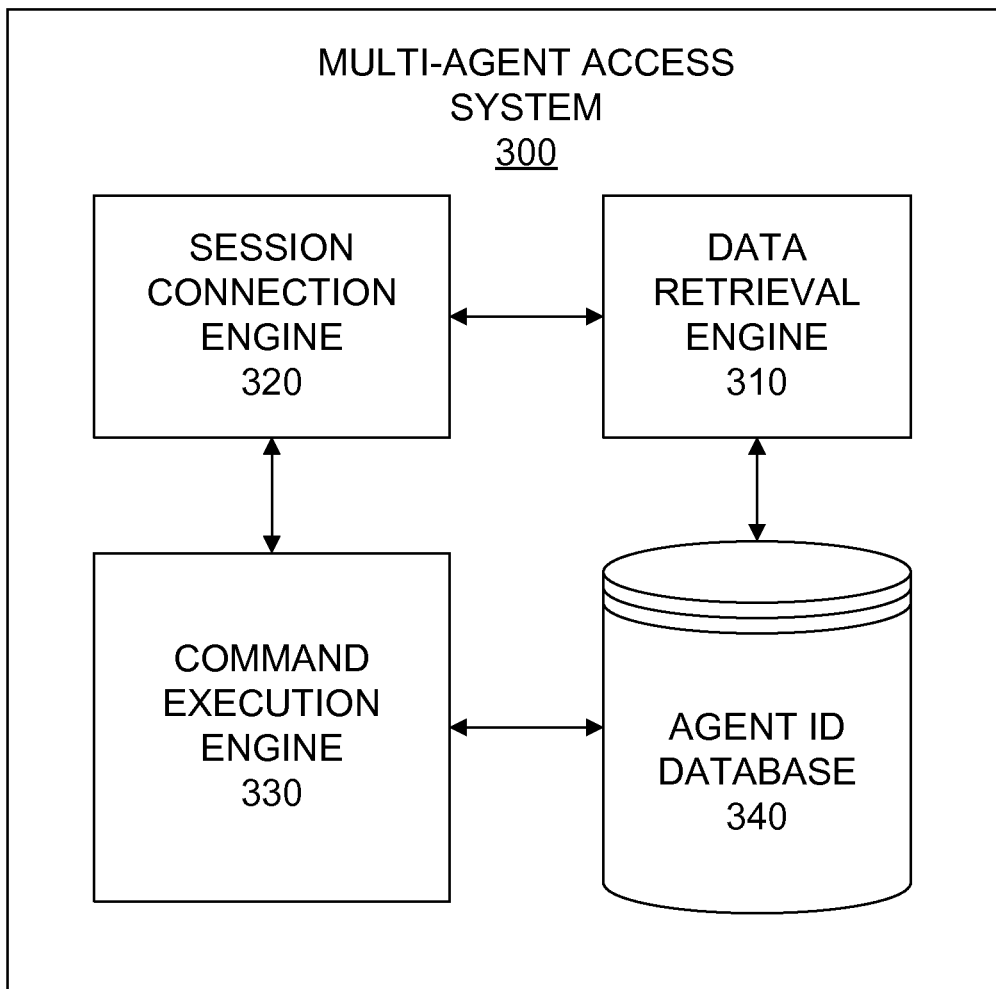 MULTI-AGENT ACCESS
SYSTEM
300
SESSION
CONNECTION
ENGINE
320
DATA
RETRIEVAL
ENGINE
310
COMMAND
EXECUTION
ENGINE
330
AGENT ID
DATABASE
340